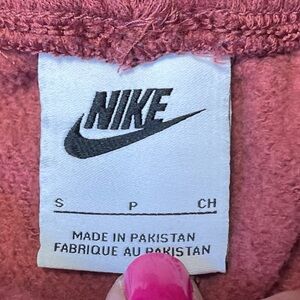 NIKE
S P CH
MADE IN PAKISTAN
FABRIQUE AU PAKISTAN